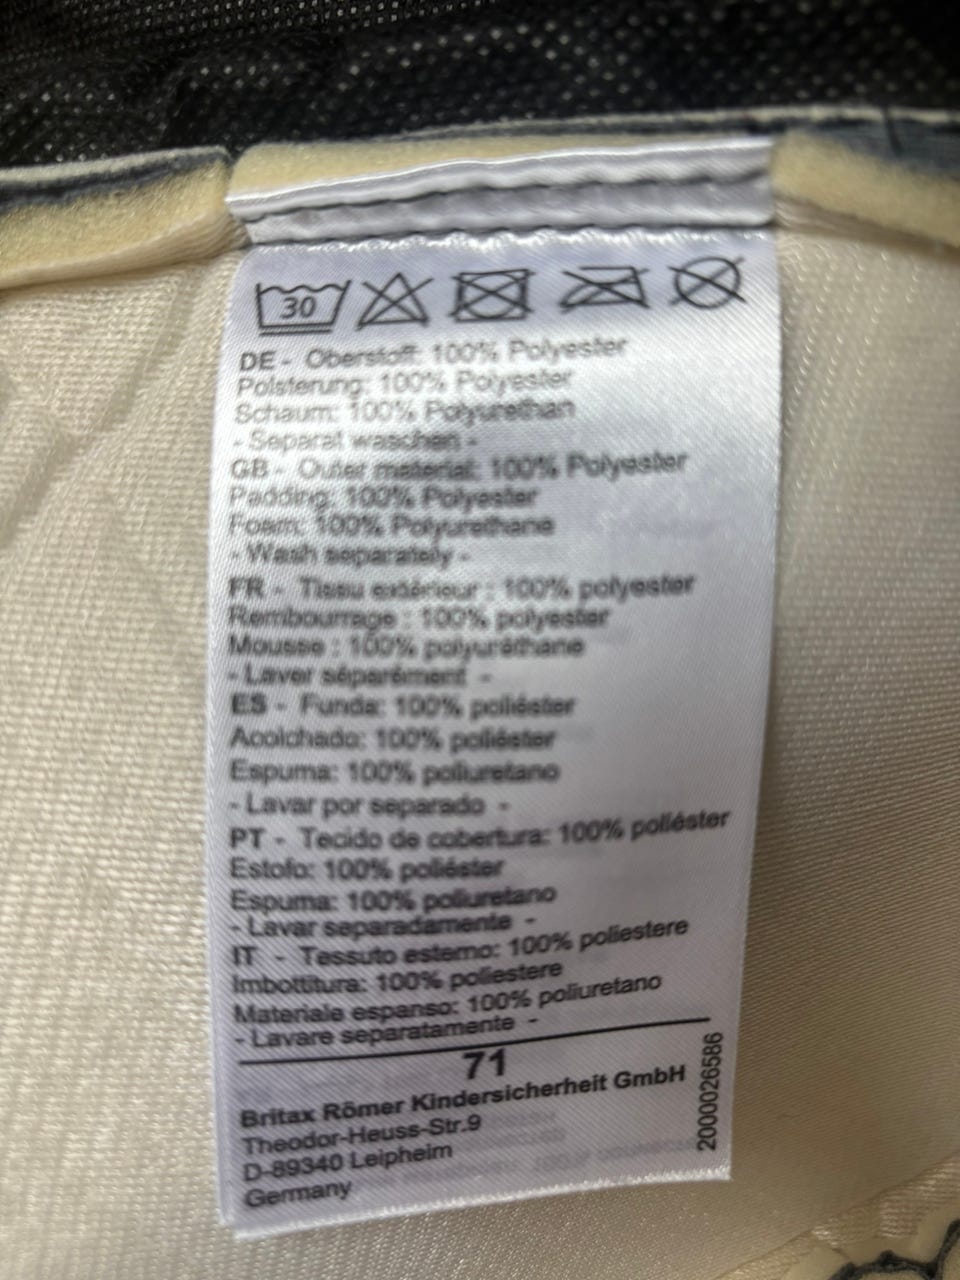 30
DE - Oberstoff: 100% Polyester
Polsterung: 100% Polyester
Schaum: 100% Polyurethan
- Separat waschen -
GB - Outer material: 100% Polyester
Padding: 100% Polyester
Foam: 100% Polyurethane
- Wash separately -
FR - Tissu extérieur : 100% polyester
Rembourrage : 100% polyester
Mousse : 100% polyuréthane
- Laver séparément -
ES - Funda: 100% poliéster
Acolchado: 100% poliéster
Espuma: 100% poliuretano
- Lavar por separado -
PT - Tecido de cobertura: 100% poliéster
Estofo: 100% poliéster
Espuma: 100% poliuretano
- Lavar separadamente -
IT - Tessuto esterno: 100% poliestere
Imbottitura: 100% poliestere
Materiale espanso: 100% poliuretano
- Lavare separatamente -
71
Britax Römer Kindersicherheit GmbH
Theodor-Heuss-Str.9
D-89340 Leipheim
Germany
2000026586